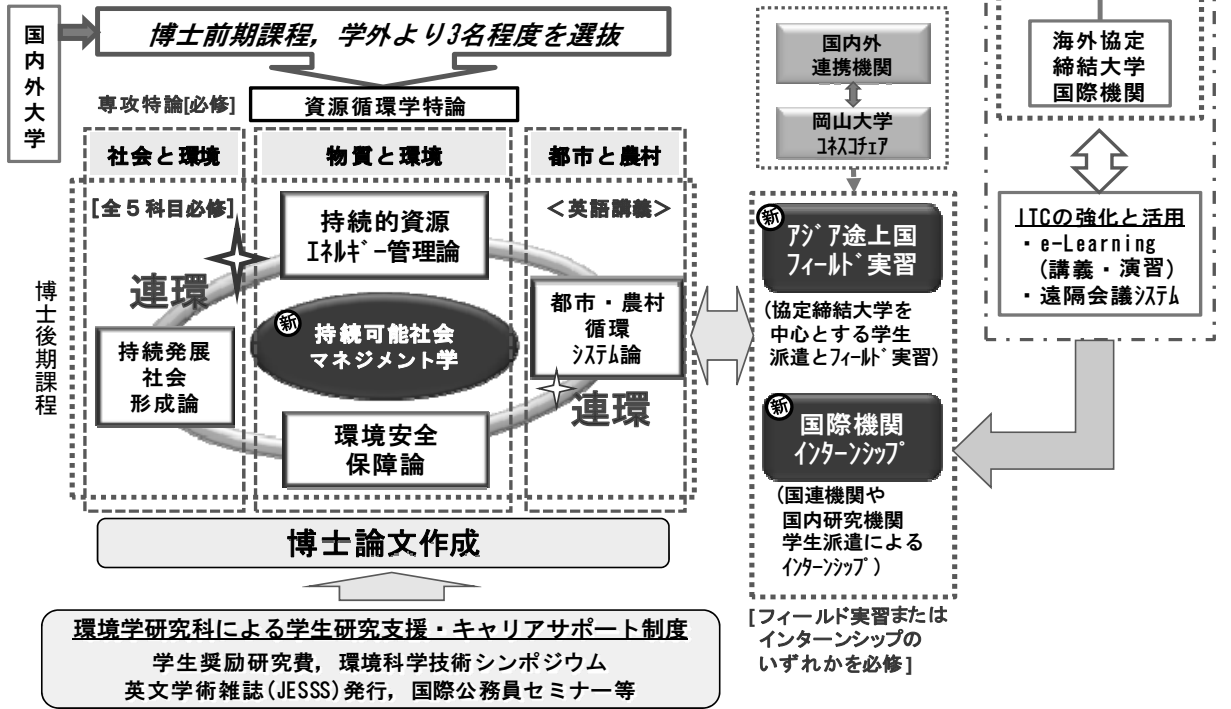 国内外大学
博士前期課程，学外より3名程度を選抜
専攻特論[必修]
資源循環学特論
社会と環境
物質と環境
都市と農村
[全５科目必修]
＜英語講義＞
博士後期課程
持続的資源
ｴﾈﾙｷﾞｰ管理論
連環
新
持続可能社会
マネジメント学
都市・農村
循環
ｼｽﾃﾑ論
持続発展
社会
形成論
連環
環境安全
保障論
博士論文作成
環境学研究科による学生研究支援・キャリアサポート制度
学生奨励研究費，環境科学技術シンポジウム
英文学術雑誌(JESSS)発行，国際公務員セミナー等
国内外
連携機関
岡山大学
ﾕﾈｽｺﾁｪｱ
新
ｱｼﾞｱ途上国
ﾌｨｰﾙﾄﾞ実習
(協定締結大学を
中心とする学生
派遣とﾌｨｰﾙﾄﾞ実習)
新
国際機関
ｲﾝﾀｰﾝｼｯﾌﾟ
(国連機関や
国内研究機関
学生派遣による
ｲﾝﾀｰﾝｼｯﾌﾟ)
[フィールド実習または
インターンシップの
いずれかを必修]
海外協定
締結大学
国際機関
ITCの強化と活用
・e-Learning
(講義・演習)
・遠隔会議ｼｽﾃﾑ